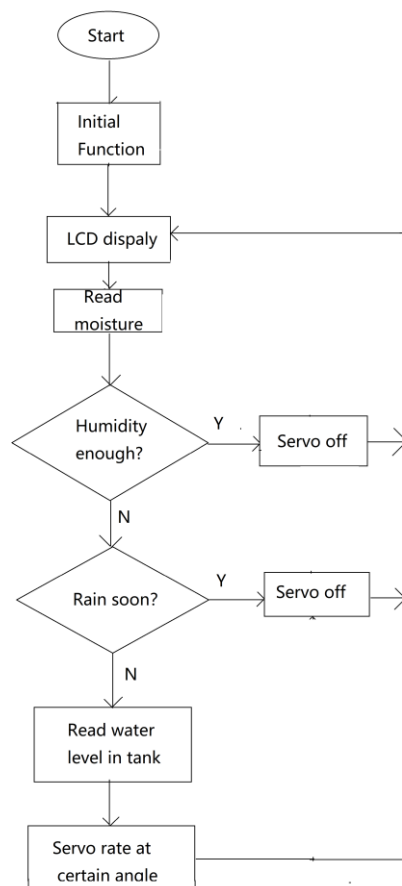 Start
Initial
Function
LCD dispaly
Read
moisture
Humidity
enough?
Y
Servo off
N
Rain soon?
Y
Servo off
N
Read water
level in tank
Servo rate at
certain angle